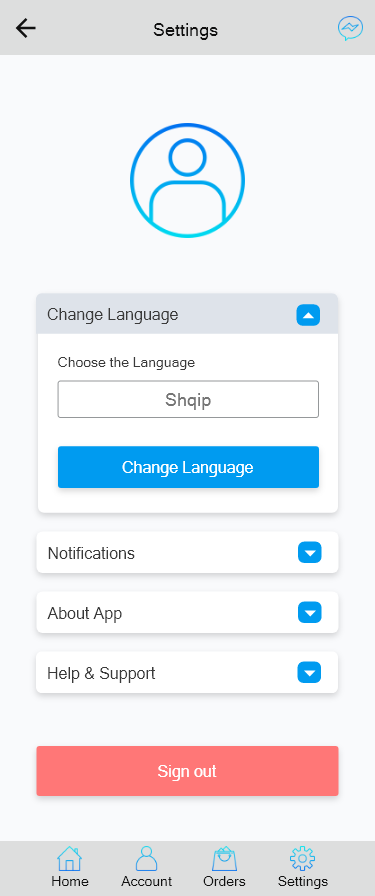 Settings
Change Language
Choose the Language
Shqip
Change Language
Notifications
About App
Help & Support
Sign out
Home Account Orders Settings